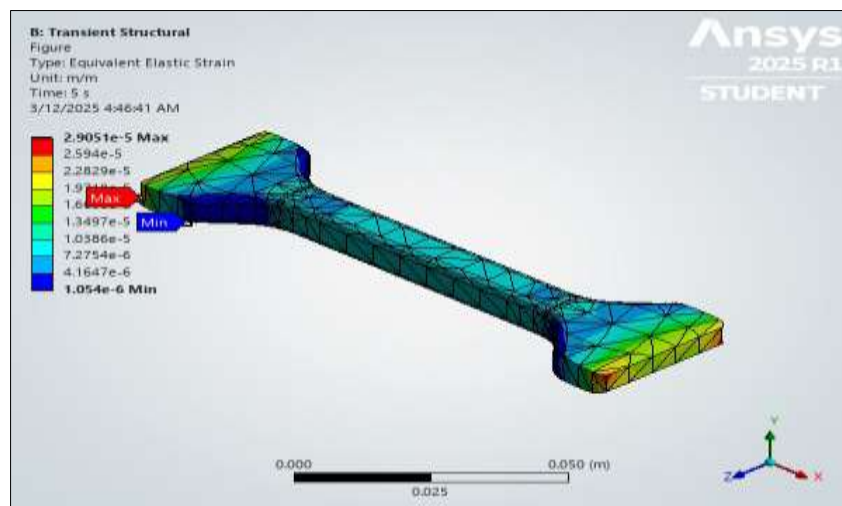 B: Transient Structural
Figure
Type: Equivalent Elastic Strain
Unit: m/m
Time: 5 s
3/12/2025 4:46:41 AM
Ansys
2025 R1
STUDENT
2.9051e-5 Max
2.594e-5
2.2829e-5
Max
Min
1.3497e-5
1.0386e-5
7.2754e-6
4.1647e-6
1.054e-6 Min
0.000
0.050 (m)
0.025
Y
Z
X